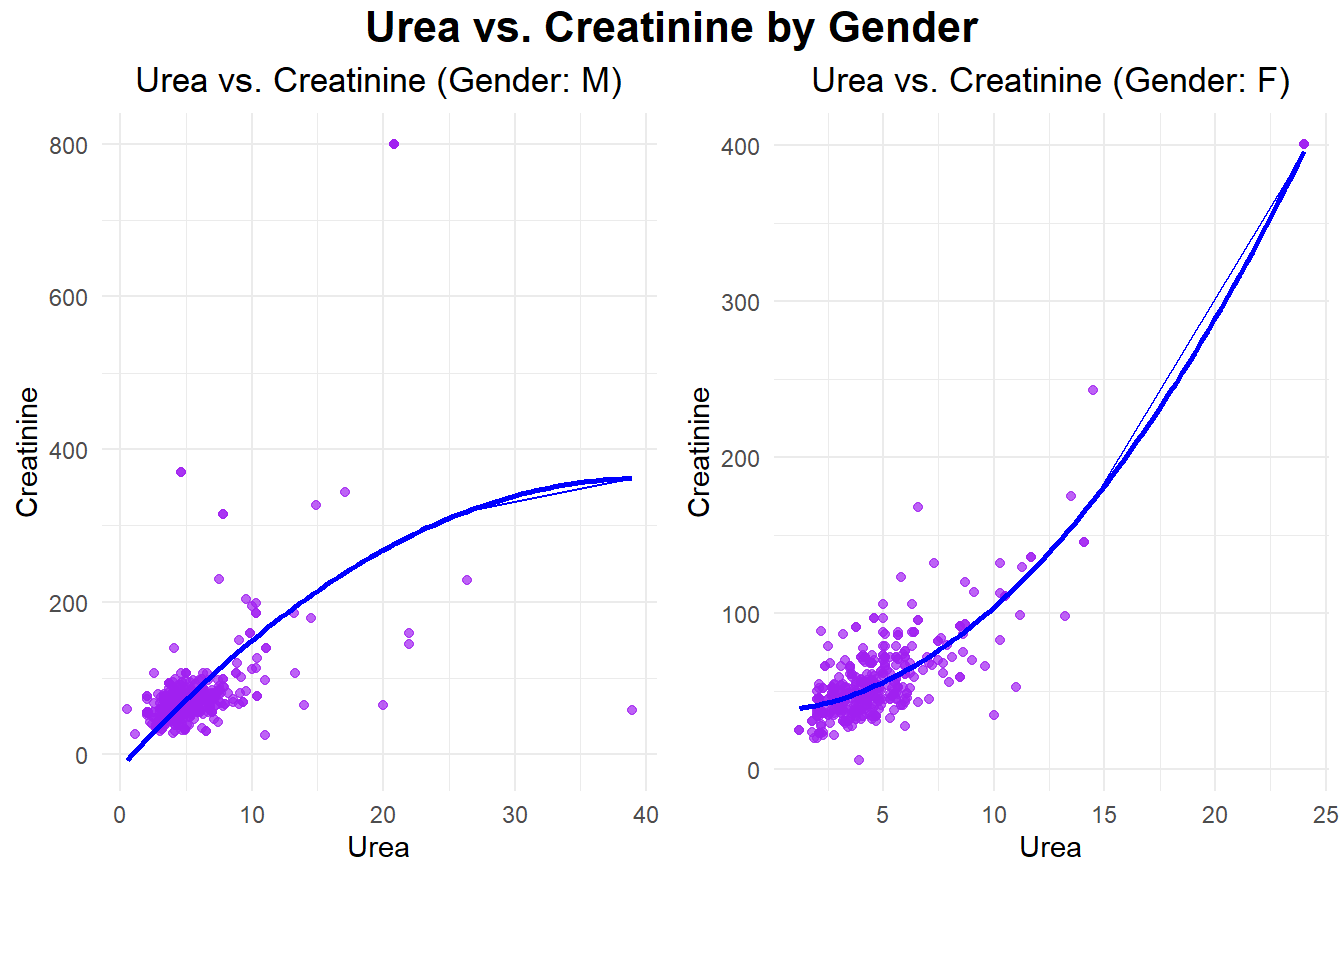 Urea vs. Creatinine by Gender
Urea vs. Creatinine (Gender: M)
Creatinine
800
600
400
200
0
0 10 20 30 40
Urea
Urea vs. Creatinine (Gender: F)
Creatinine
400
300
200
100
0
5 10 15 20 25
Urea